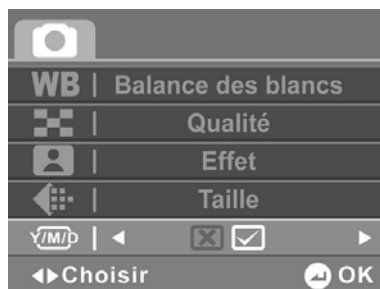 WB | Balance des blancs
Qualité
Effet
Taille
Y/M/D
Choisir OK